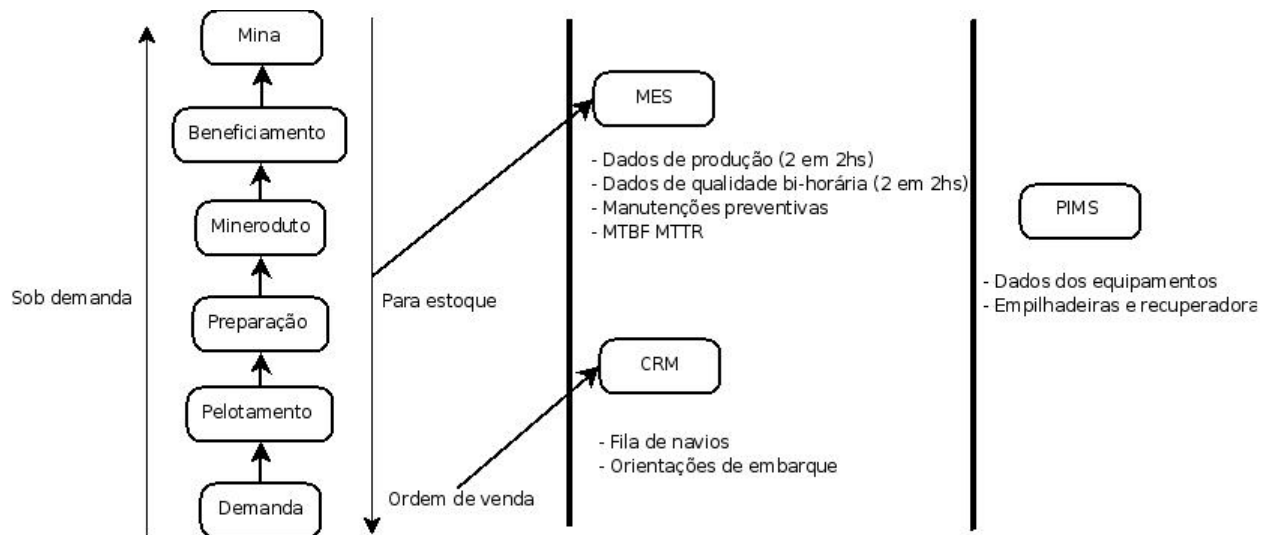 Mina
Beneficiamento
Mineroduto
Preparação
Pelotamento
Demanda
Sob demanda
Para estoque
Ordem de venda
MES
- Dados de produção (2 em 2hs)
- Dados de qualidade bi-horária (2 em 2hs)
- Manutenções preventivas
- MTBF MTTR
CRM
- Fila de navios
- Orientações de embarque
PIMS
- Dados dos equipamentos
- Empilhadeiras e recuperadora